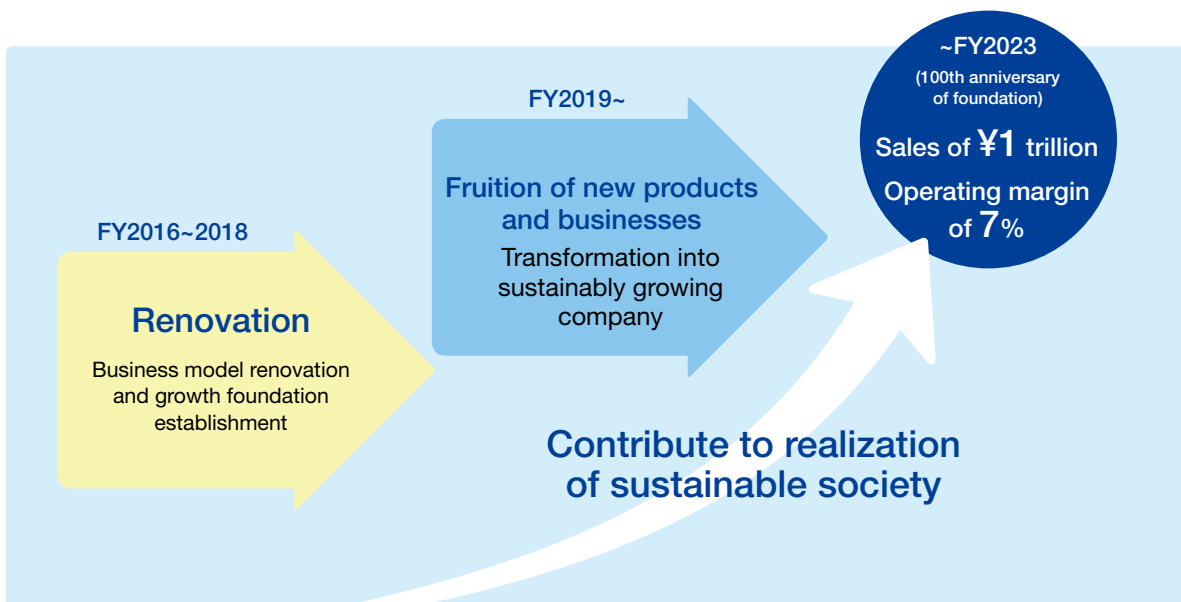 FY2016~2018
Renovation
Business model renovation
and growth foundation
establishment
FY2019~
Fruition of new products
and businesses
Transformation into
sustainably growing
company
~FY2023
(100th anniversary
of foundation)
Sales of ¥1 trillion
Operating margin
of 7%
Contribute to realization
of sustainable society